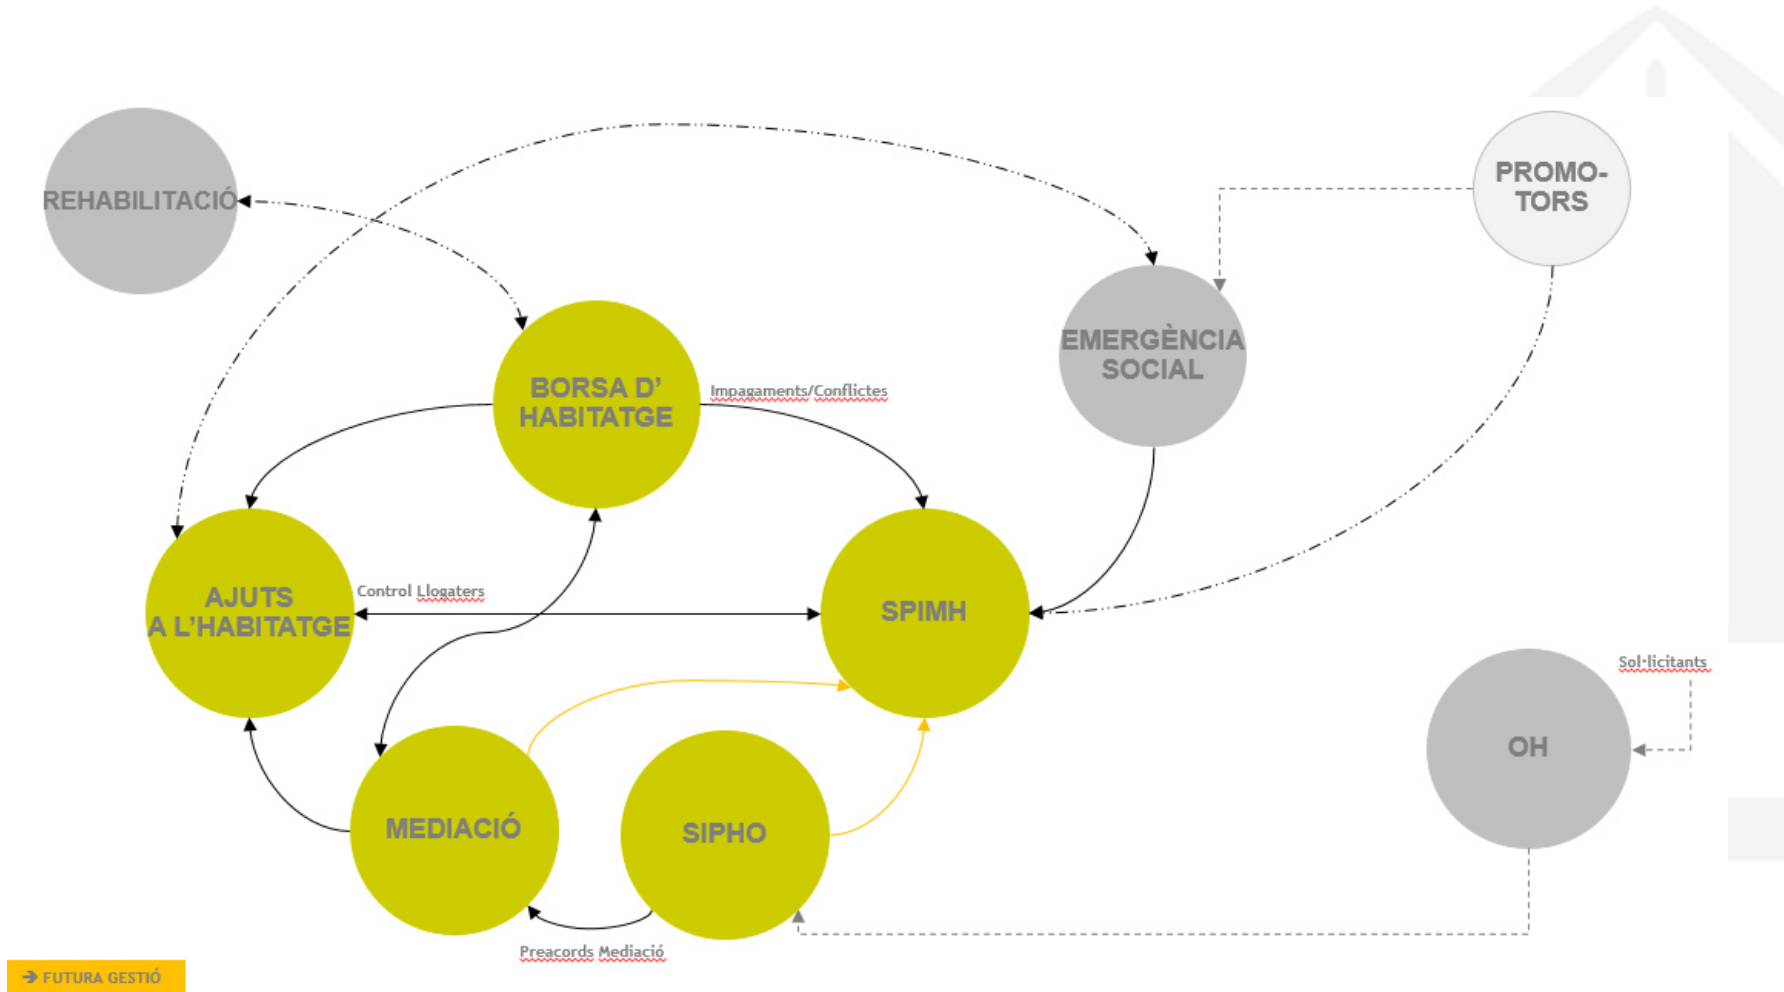 REHABILITACIÓ
PROMO-
TORS
EMERGÈNCIA
SOCIAL
BORSA D’
HABITATGE
Impagaments/Conflictes
AJUTS
A L’HABITATGE
Control Llogaters
SPIMH
Sol·licitants
OH
MEDIACIÓ
SIPHO
Preacords Mediació
→ FUTURA GESTIÓ